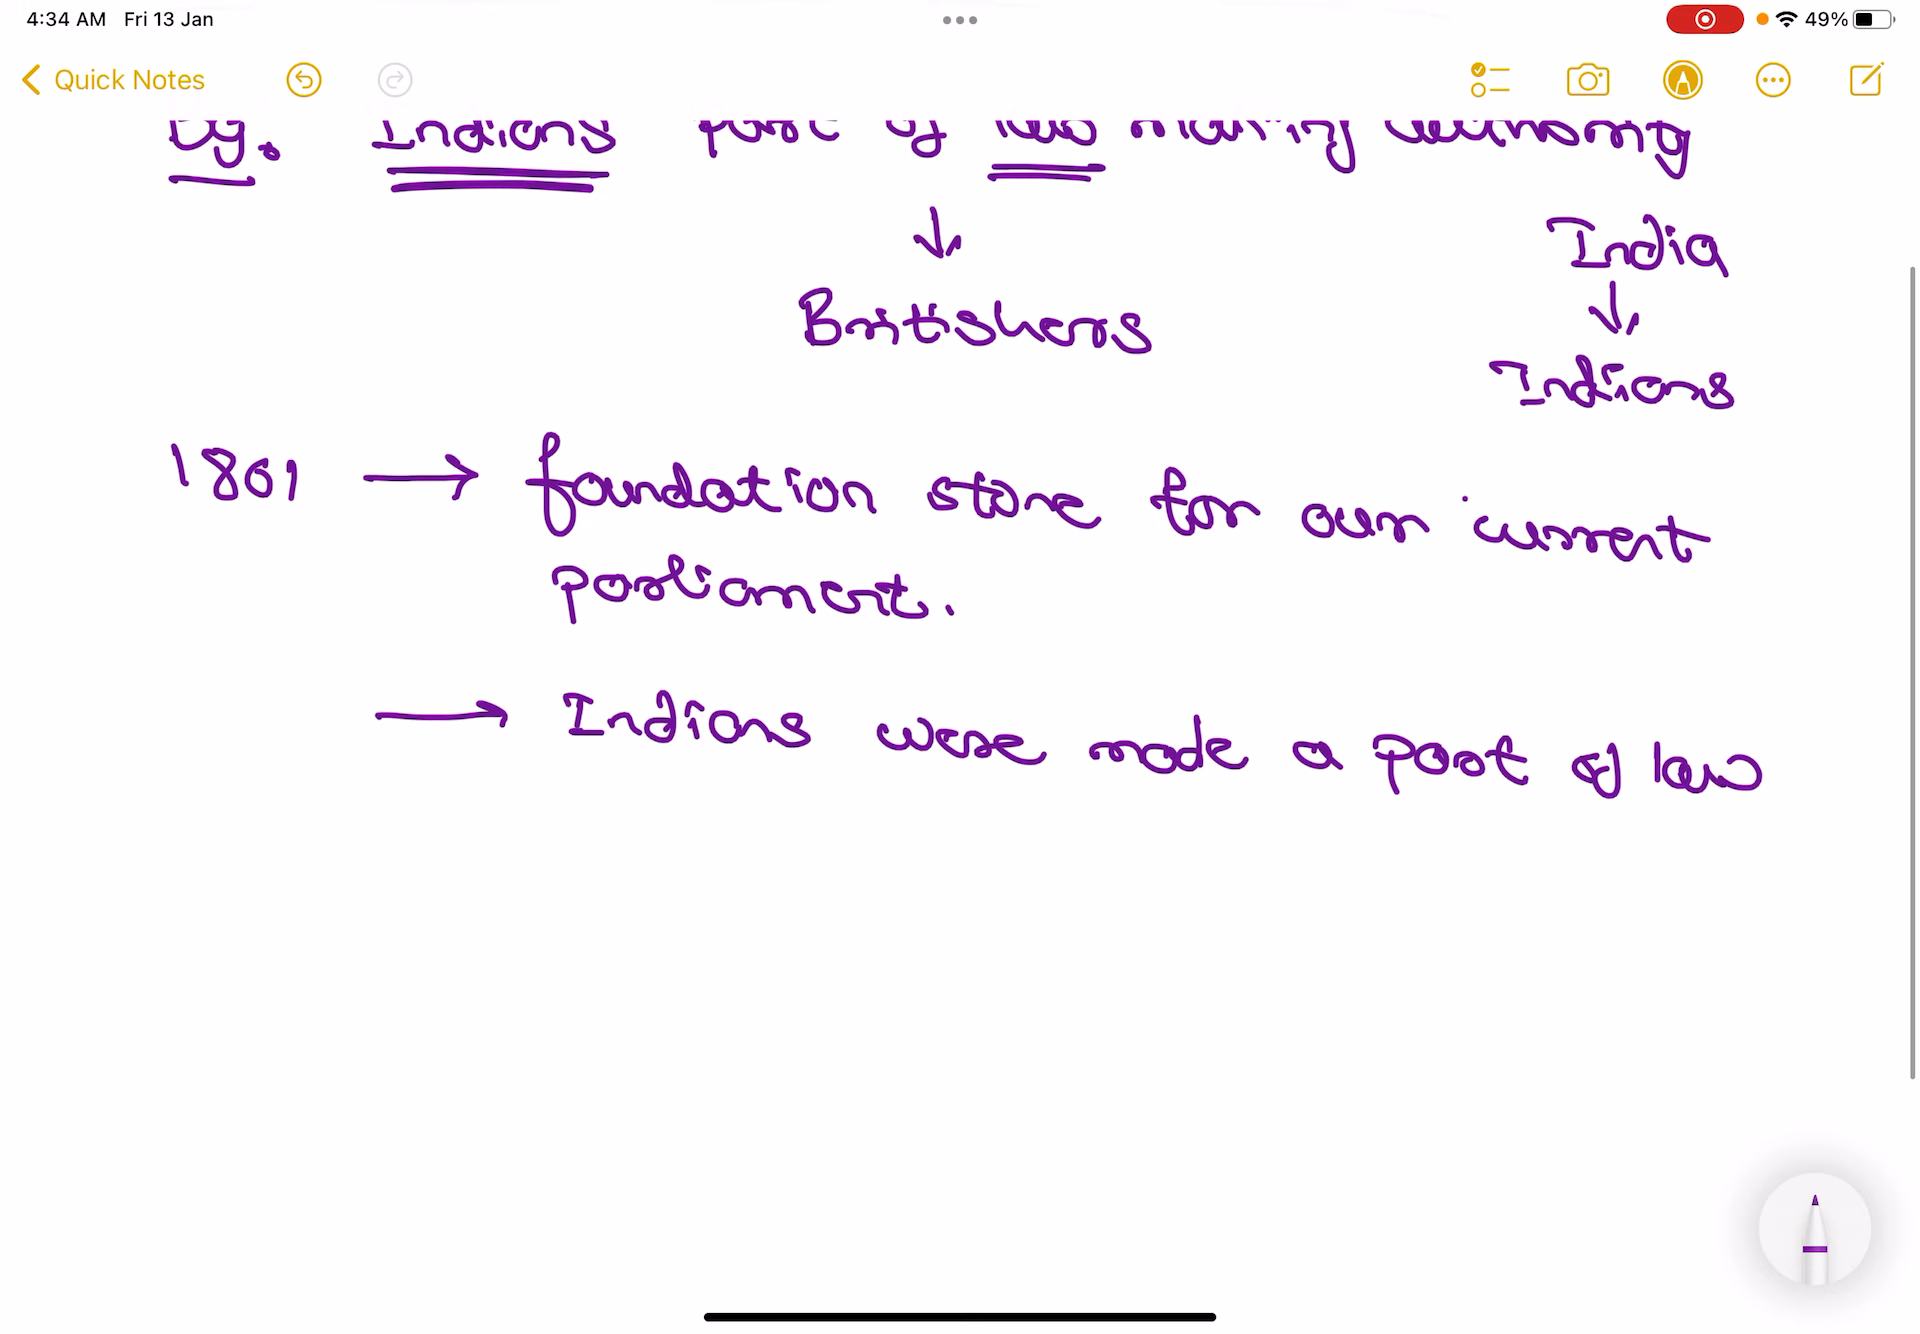 4:34 AM Fri 13 Jan
49%
Quick Notes
Eg. Indians part of law making authority
India
Britishers
Indians
1861 → foundation stone for our current
parliament.
→ Indians were made a part of law